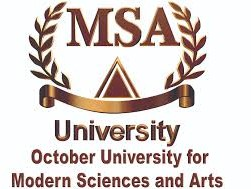 MSA
University
October University for
Modern Sciences and Arts